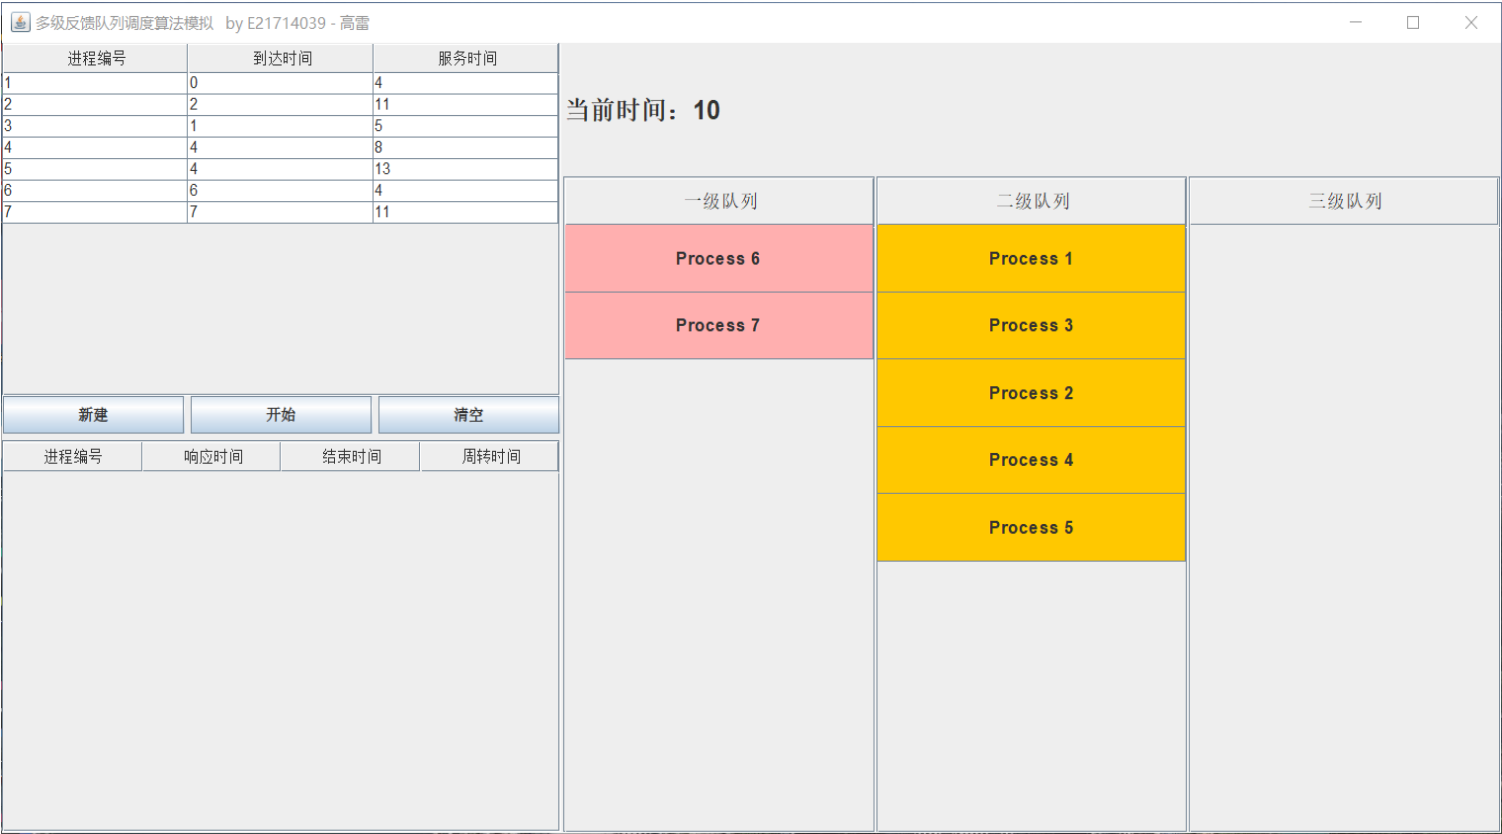 多级反馈队列调度算法模拟 by E21714039 - 高雷
进程编号 到达时间 服务时间
1 0 4
2 2 11
3 1 5
4 4 8
5 4 13
6 6 4
7 7 11
新建 开始 清空
进程编号 响应时间 结束时间 周转时间
当前时间：10
一级队列 二级队列 三级队列
Process 6 Process 1
Process 7 Process 3
Process 2
Process 4
Process 5